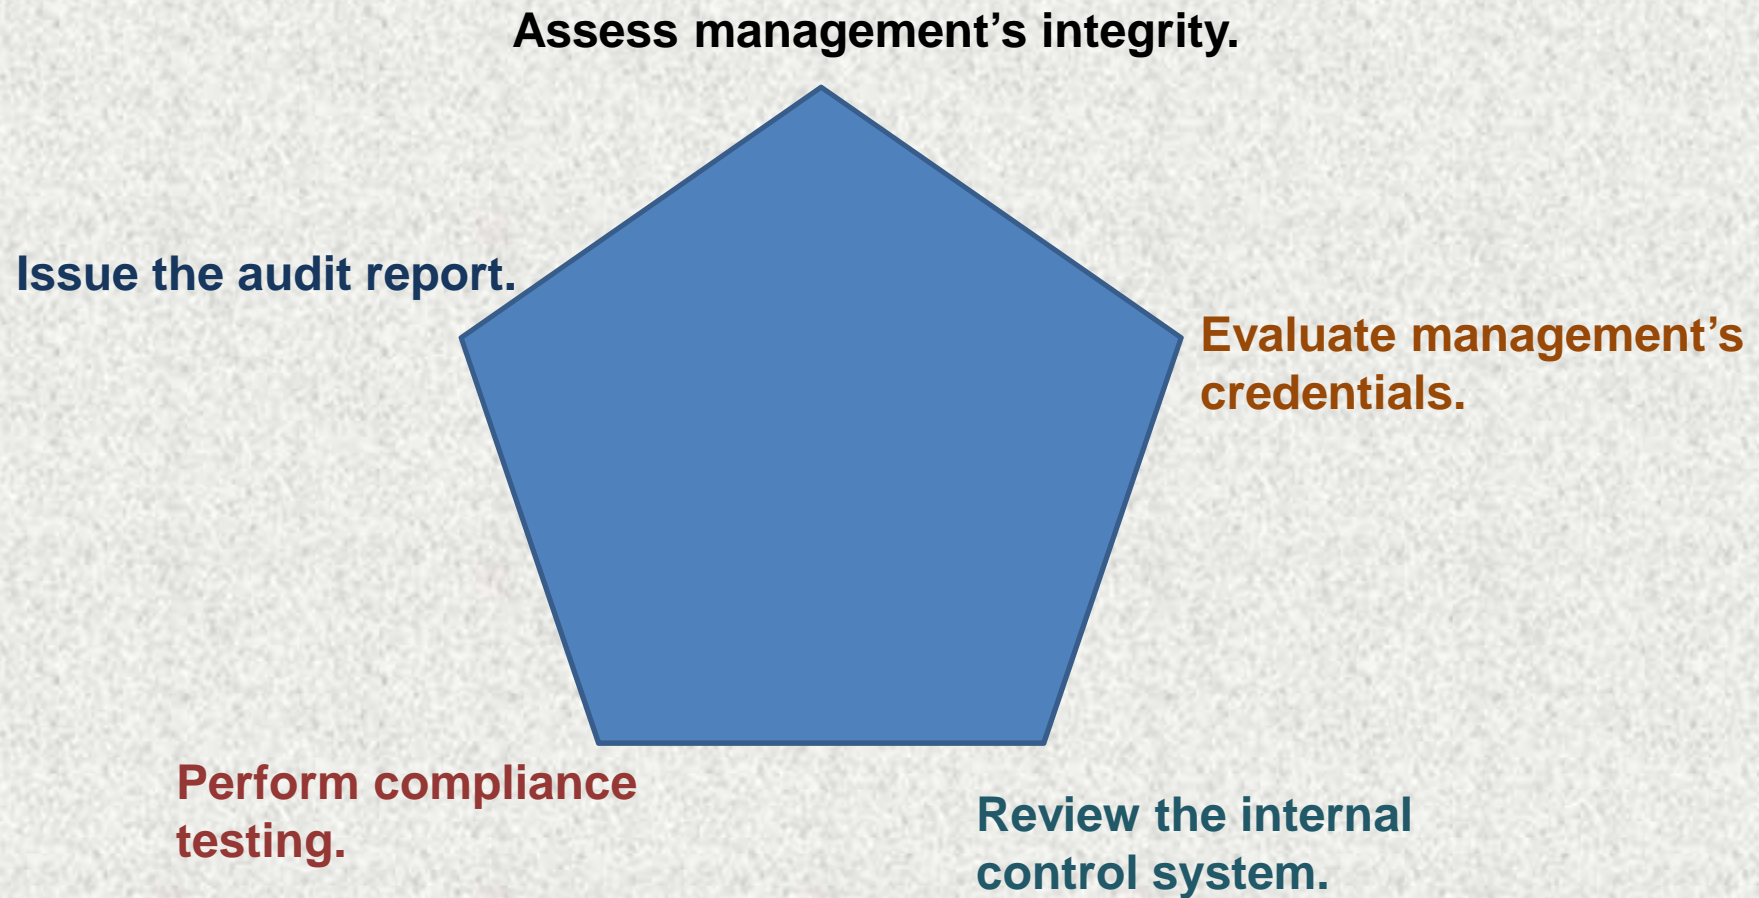 Assess management’s integrity.
Issue the audit report.
Evaluate management’s
credentials.
Perform compliance
testing.
Review the internal
control system.